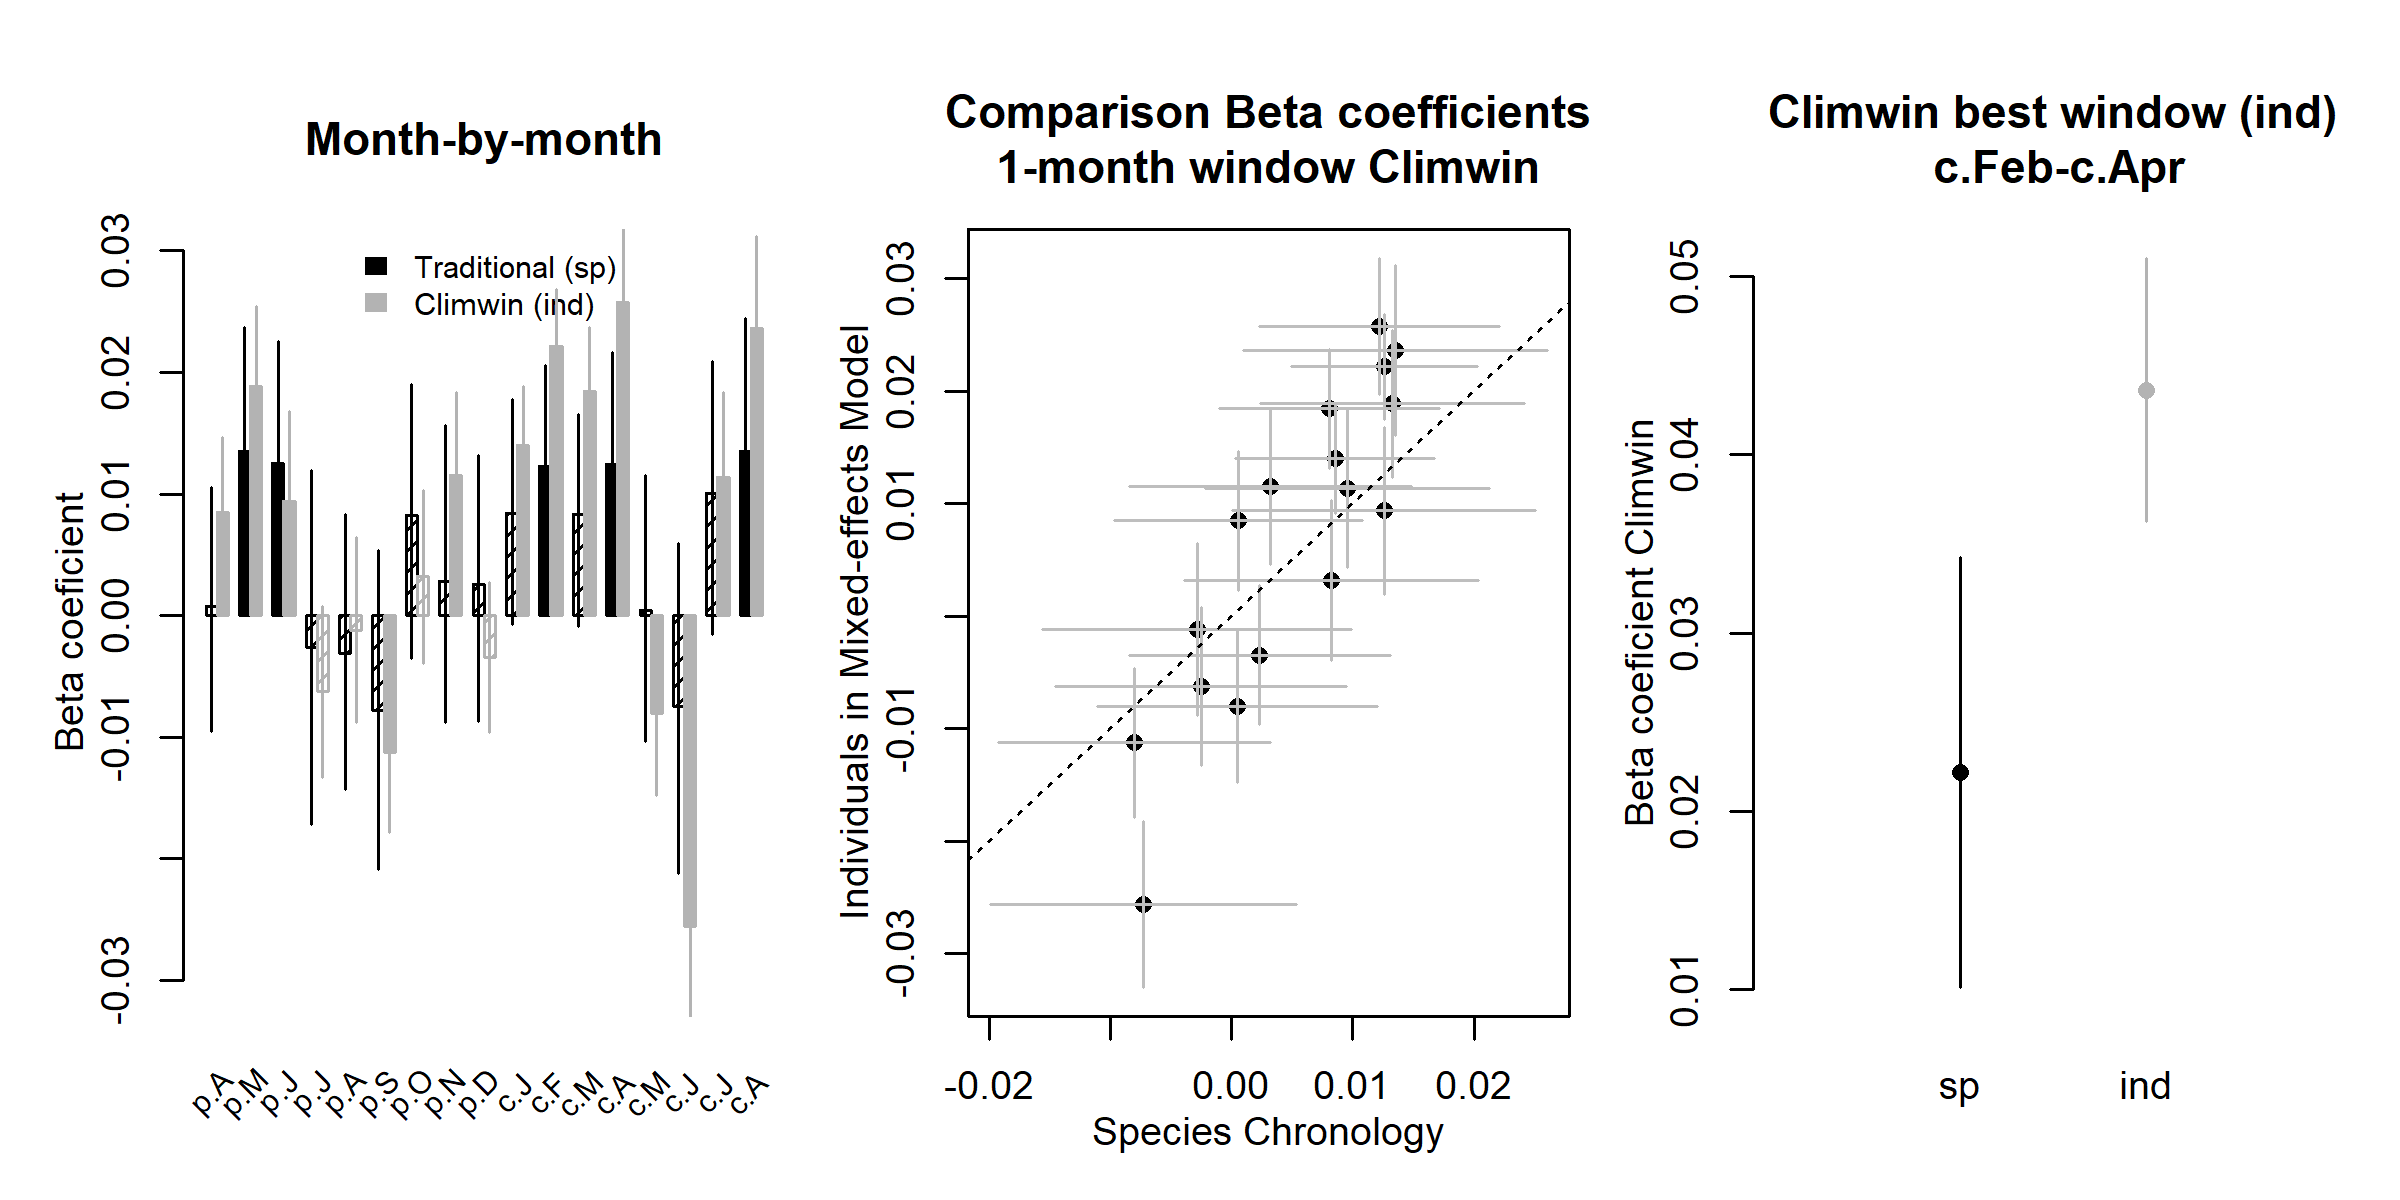 Month-by-month
Beta coeficient
0.03
0.02
0.01
0.00
-0.01
-0.03
Traditional (sp)
Climwin (ind)
p.A
p.M
p.J
p.J
p.A
p.S
p.O
p.N
p.D
c.J
c.F
c.M
c.A
c.M
c.J
c.J
c.A
Comparison Beta coefficients
1-month window Climwin
Individuals in Mixed-effects Model
0.03
0.02
0.01
-0.01
-0.03
-0.02
0.00
0.01
0.02
Species Chronology
Climwin best window (ind)
c.Feb-c.Apr
Beta coeficient Climwin
0.05
0.04
0.03
0.02
0.01
sp
ind